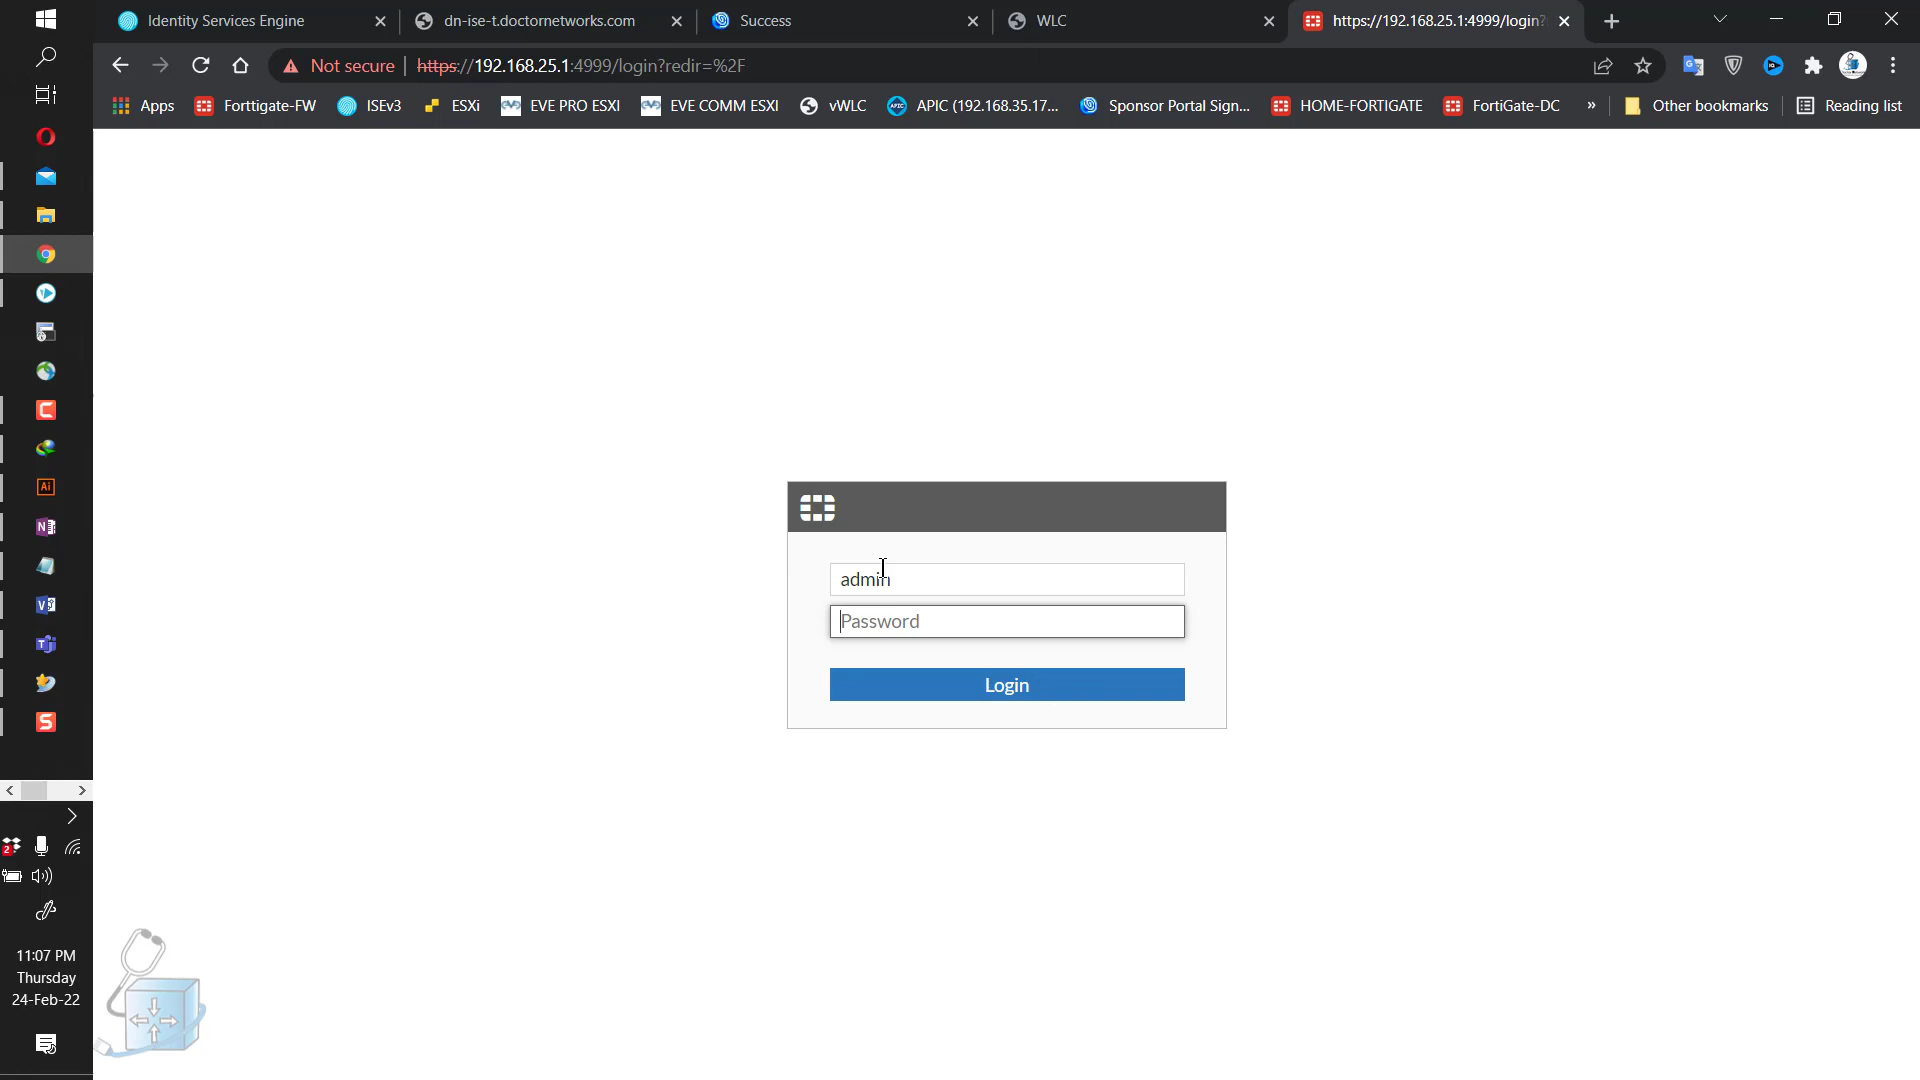 Identity Services Engine
dn-ise-t.doctornetworks.com
Success
WLC
https://192.168.25.1:4999/login?
Not secure
https://192.168.25.1:4999/login?redir=%2F
Apps
Forttigate-FW
ISEv3
ESXi
EVE PRO ESXI
EVE COMM ESXI
vWLC
APIC (192.168.35.17...
Sponsor Portal Sign...
HOME-FORTIGATE
FortiGate-DC
»
Other bookmarks
Reading list
admin
Password
Login
11:07 PM
Thursday
24-Feb-22